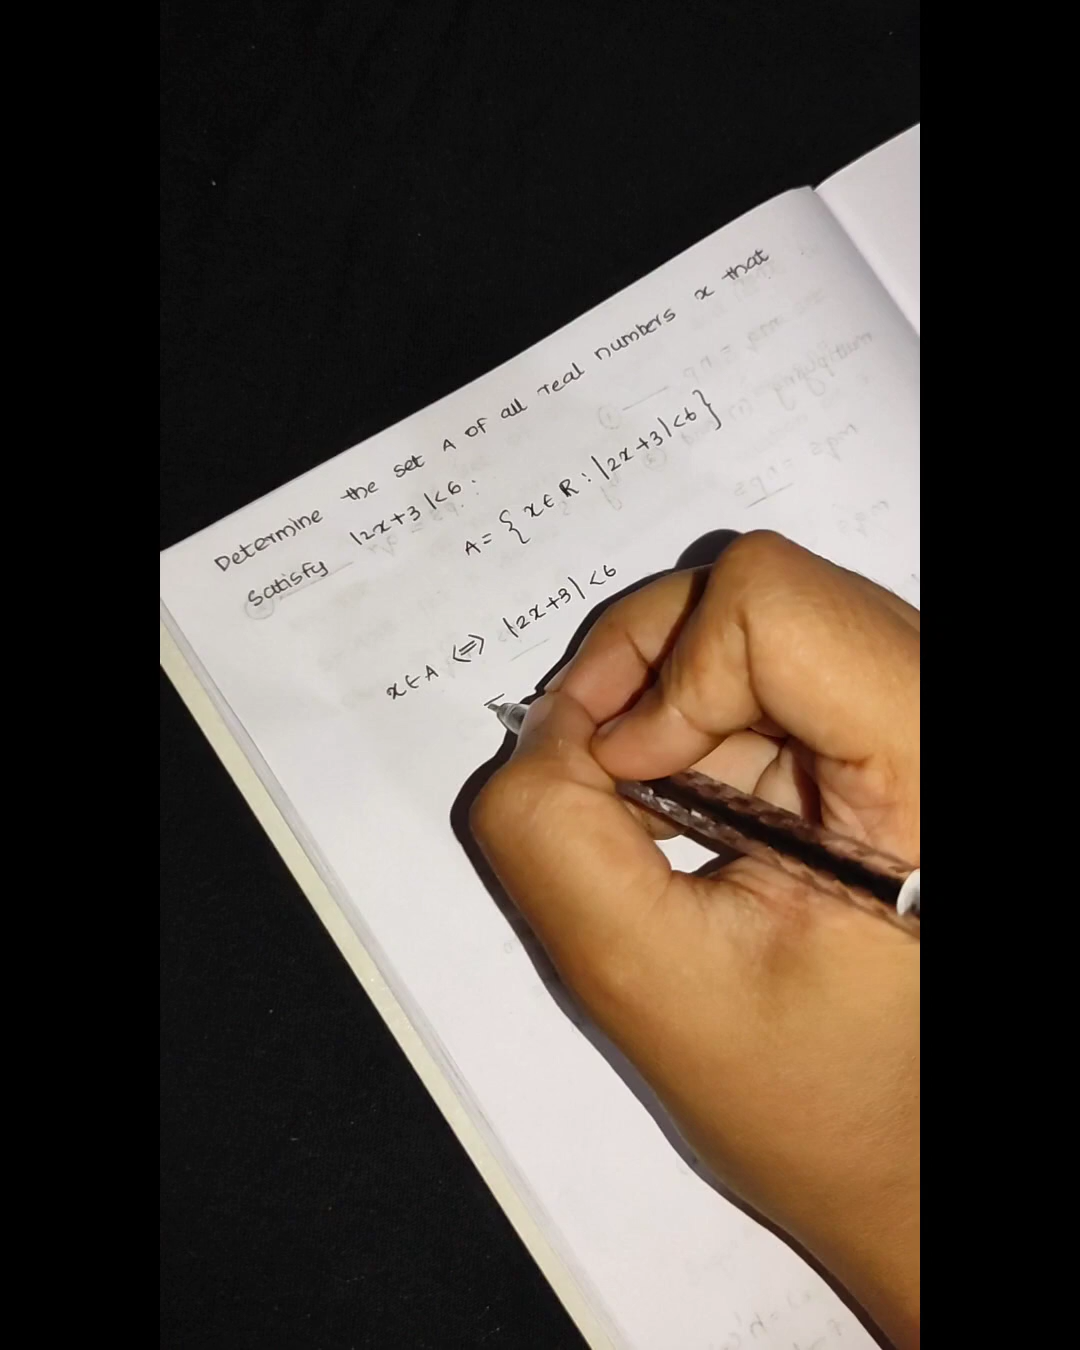 Determine the set A of all real numbers x that
satisfy |2x+3|<6.
A = { x ∈ R : |2x+3|<6 }
x ∈ A ⟺ |2x+3|<6